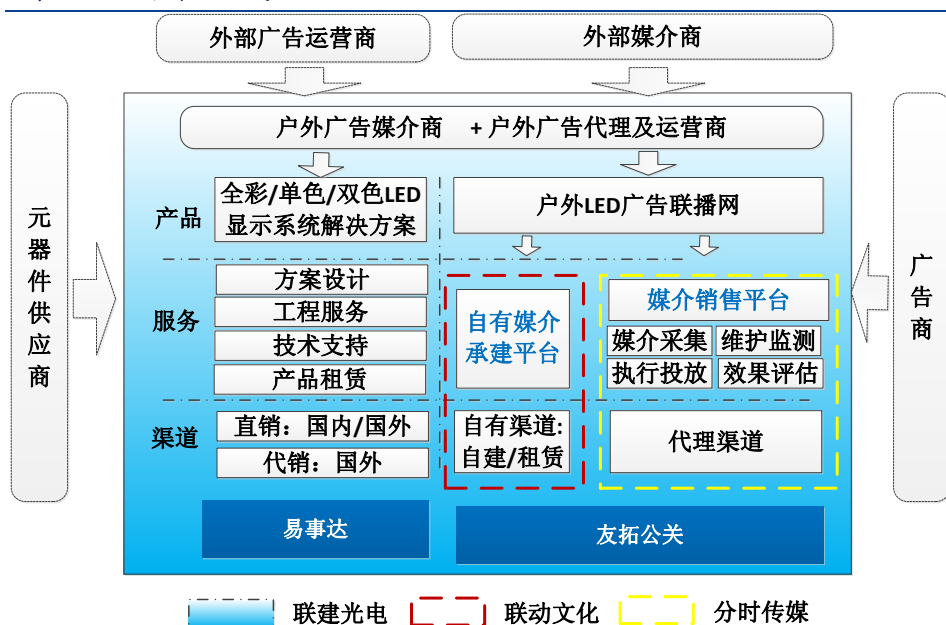 外部广告运营商
外部媒介商
户外广告媒介商 + 户外广告代理及运营商
元器件供应商
广告商
产品
全彩/单色/双色LED
显示系统解决方案
户外LED广告联播网
服务
方案设计
工程服务
技术支持
产品租赁
自有媒介
承建平台
媒介销售平台
媒介采集
维护监测
执行投放
效果评估
渠道
直销：国内/国外
代销：国外
自有渠道:
自建/租赁
代理渠道
易事达
友拓公关
联建光电
联动文化
分时传媒